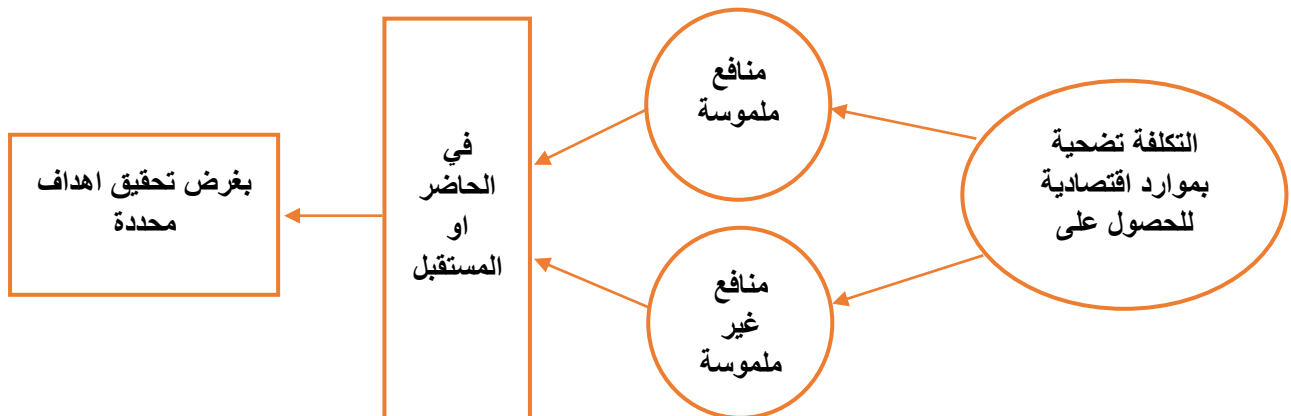 التكلفة تضحية
بموارد اقتصادية
للحصول على
منافع
ملموسة
منافع
غير
ملموسة
في
الحاضر
او
المستقبل
بغرض تحقيق اهداف
محددة